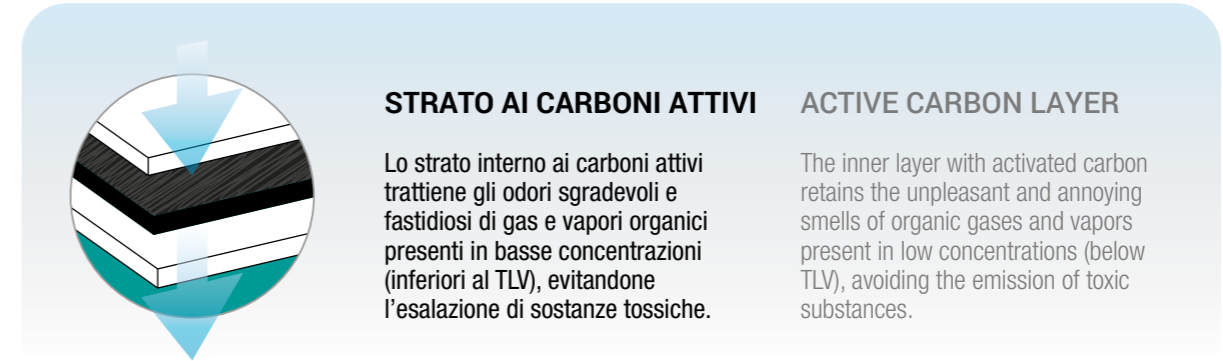 STRATO AI CARBONI ATTIVI
Lo strato interno ai carboni attivi
trattiene gli odori sgradevoli e
fastidiosi di gas e vapori organici
presenti in basse concentrazioni
(inferiori al TLV), evitandone
l’esalazione di sostanze tossiche.
ACTIVE CARBON LAYER
The inner layer with activated carbon
retains the unpleasant and annoying
smells of organic gases and vapors
present in low concentrations (below
TLV), avoiding the emission of toxic
substances.